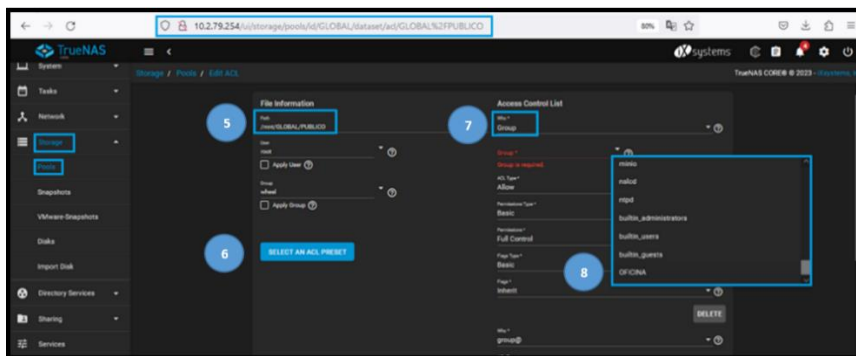 10.2.79.254/ui/storage/pools/id/GLOBAL/dataset/acl/GLOBAL%2FPUBLICO
80%
TrueNAS
systems
System
Storage / Pools / Edit ACL
TrueNAS CORE® © 2023 -
Tasks
Network
Storage
Pools
Snapshots
VMware-Snapshots
Disks
Import Disk
Directory Services
Sharing
Services
File Information
5
Path
/mnt/GLOBAL/PUBLICO
User
root
Apply User
Group
wheel
Apply Group
6
SELECT AN ACL PRESET
Access Control List
7
Who *
Group
Group *
Group is required.
ACL Type *
Allow
Permissions Type *
Basic
Permissions *
Full Control
Flags Type *
Basic
Flags *
Inherit
8
minio
nslcd
ntpd
builtin_administrators
builtin_users
builtin_guests
OFICINA
DELETE
Who *
group@